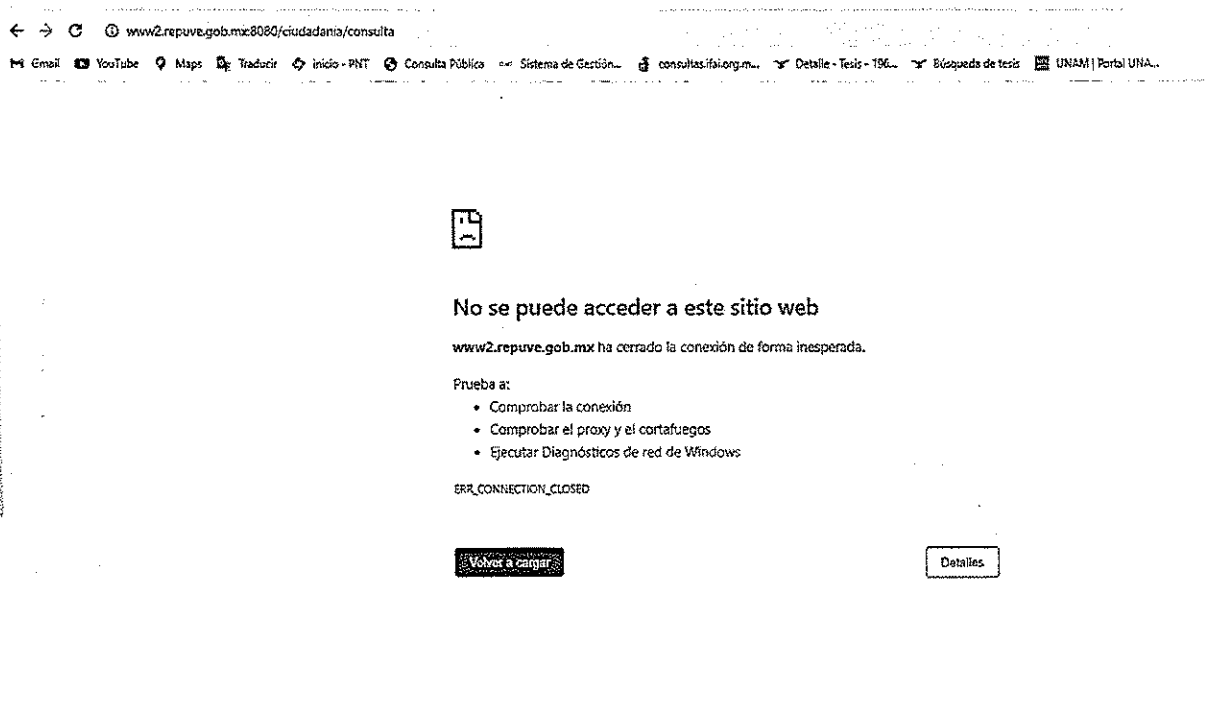 www2.repuve.gob.mx:8080/ciudadania/consulta
Gmail YouTube Maps Traducir inicio - PNT Consulta Pública Sistema de Gestión... consultas.ifai.org.m... Detalle - Tesis - 196... Búsqueda de tesis UNAM | Portal UNA...
No se puede acceder a este sitio web
www2.repuve.gob.mx ha cerrado la conexión de forma inesperada.
Prueba a:
• Comprobar la conexión
• Comprobar el proxy y el cortafuegos
• Ejecutar Diagnósticos de red de Windows
ERR_CONNECTION_CLOSED
Volver a cargar
Detalles